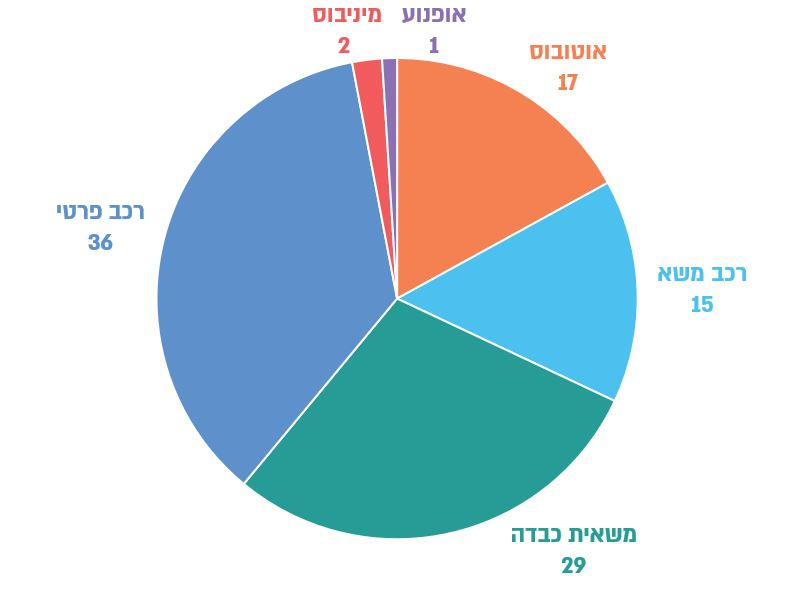 אופנוע
1
אוטובוס
17
רכב משא
15
משאית כבדה
29
רכב פרטי
36
מיניבוס
2